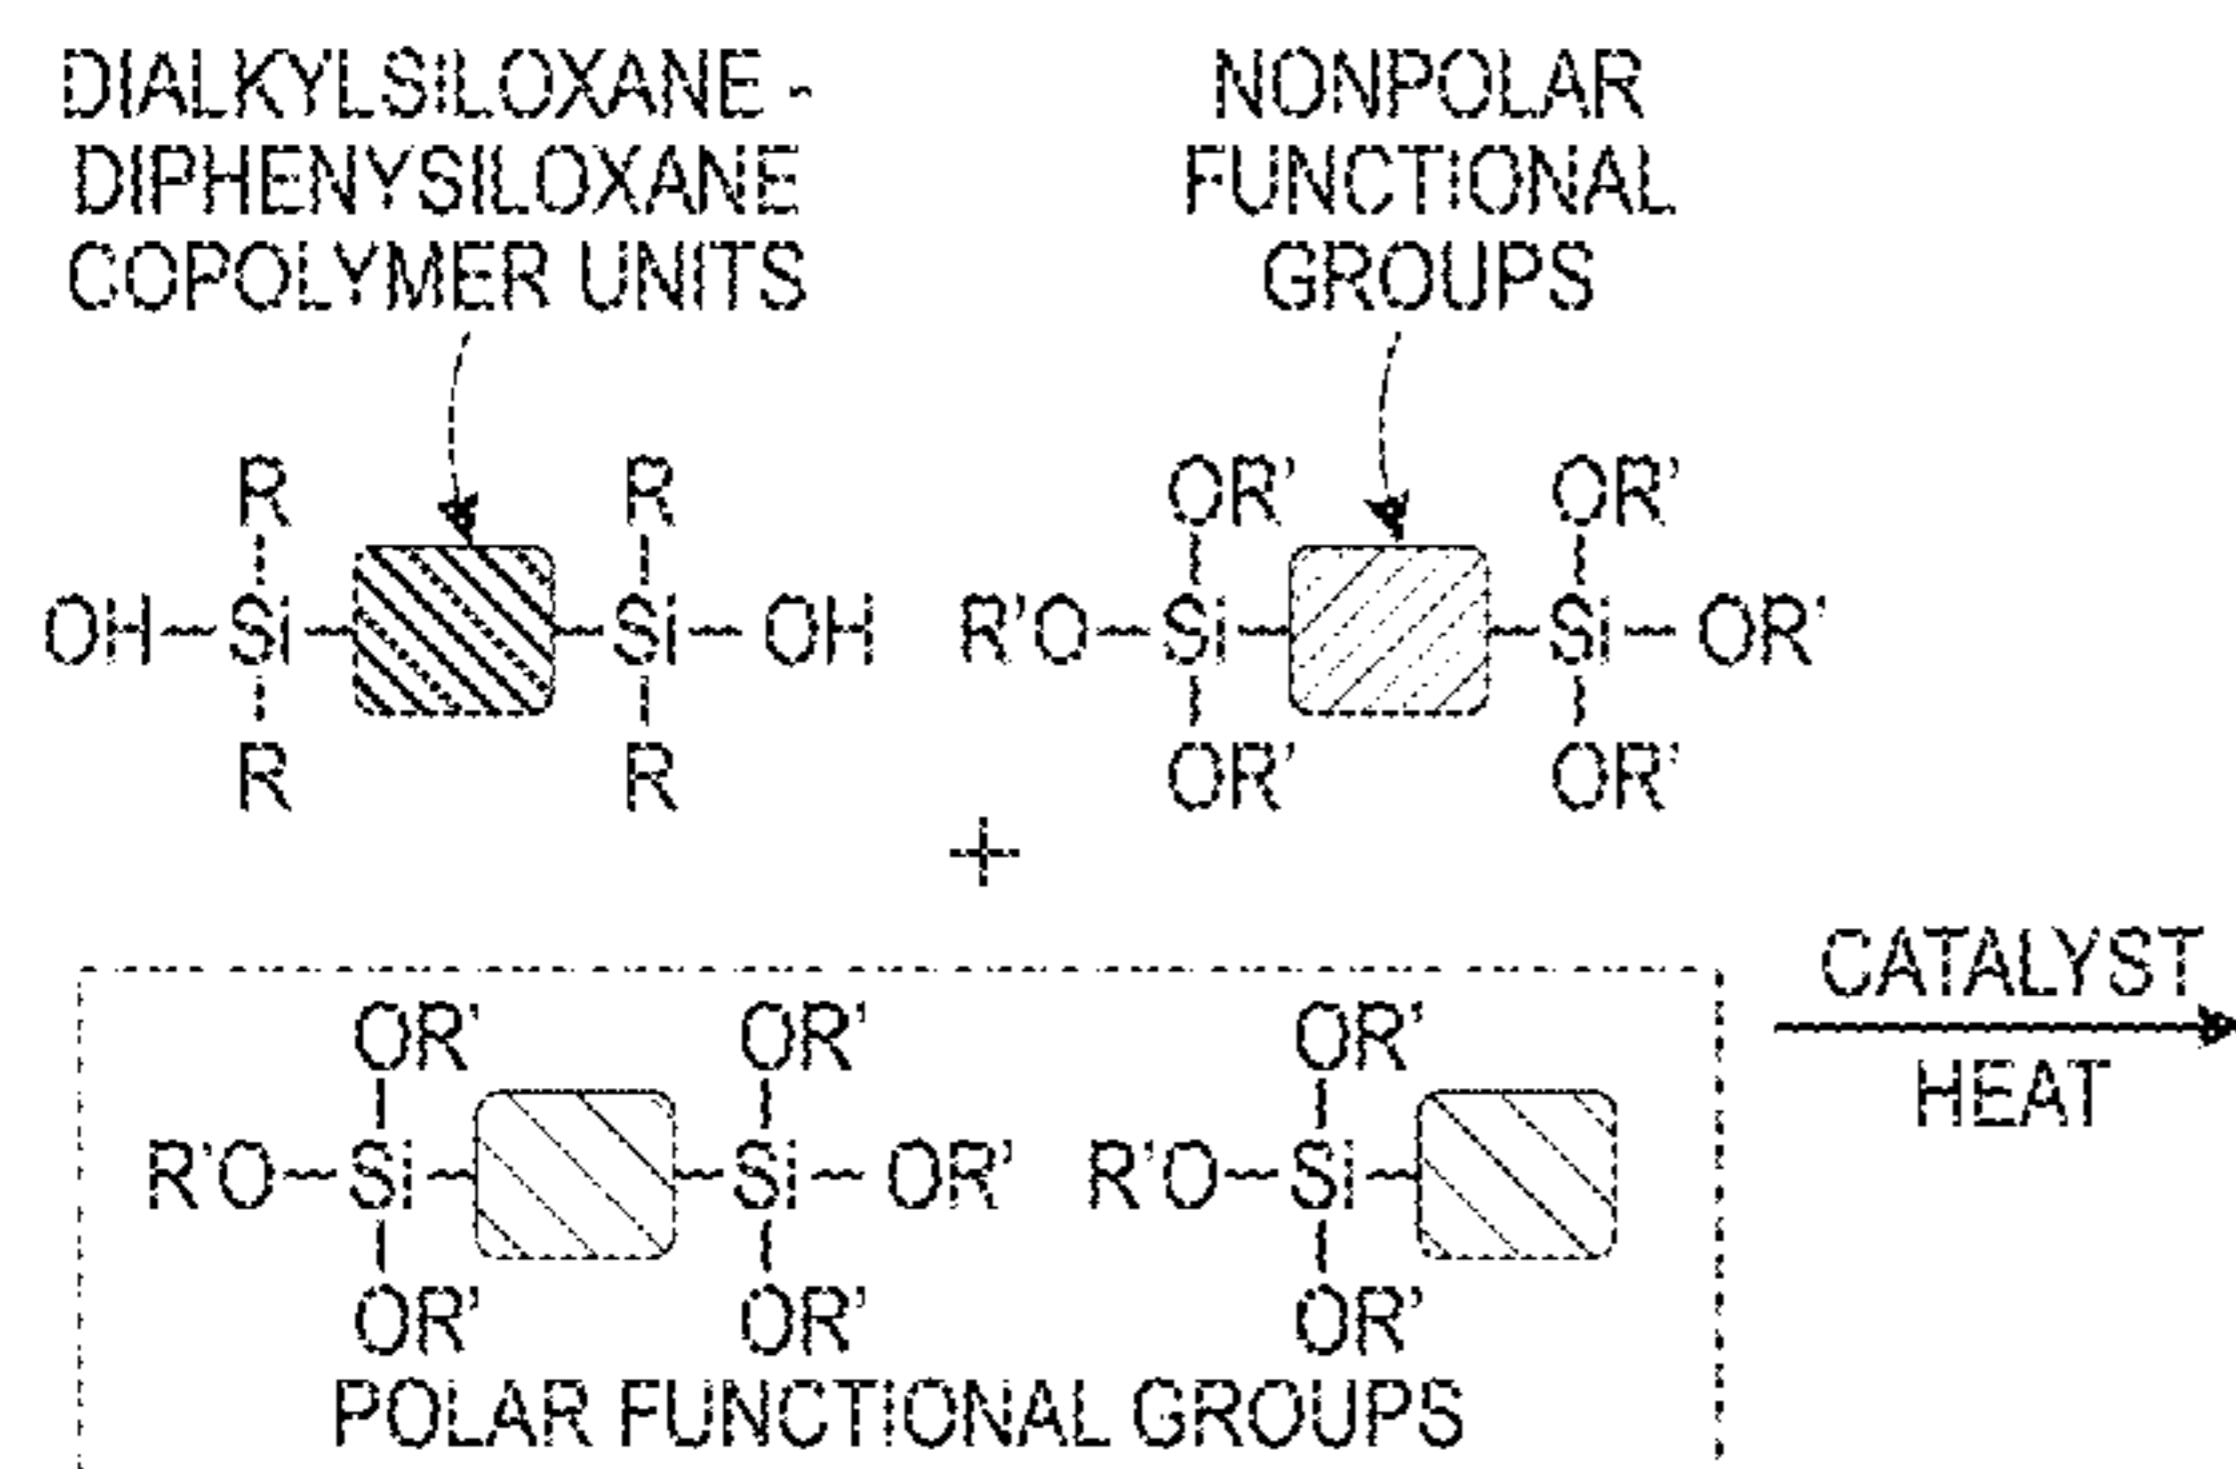 DIALKYLSILOXANE -
DIPHENYSILOXANE
COPOLYMER UNITS
NONPOLAR
FUNCTIONAL
GROUPS
R R OR' OR'
OH Si Si OH R'O Si Si OR'
R R OR' OR'
+
CATALYST
HEAT
OR' OR' OR'
R'O Si Si OR' R'O Si
OR' OR' OR'
POLAR FUNCTIONAL GROUPS